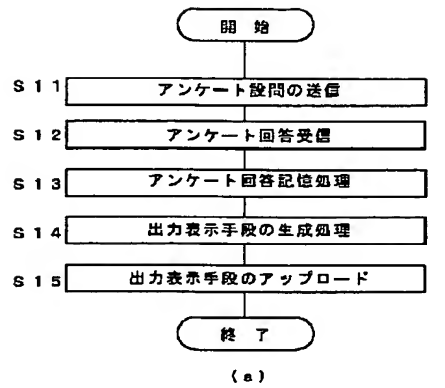 開 始
S11 アンケート設問の送信
S12 アンケート回答受信
S13 アンケート回答記憶処理
S14 出力表示手段の生成処理
S15 出力表示手段のアップロード
終 了
(a)